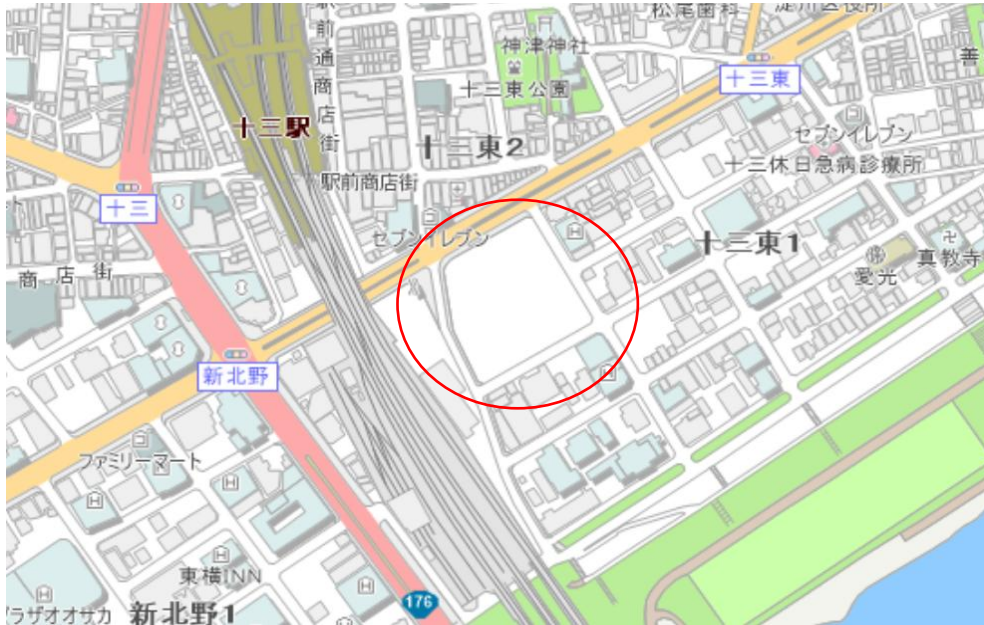 松尾歯科
淀川区役所
駅前通商店街
神津神社
十三東公園
十三東
善
十三駅
十三東2
セブンイレブン
十三休日急病診療所
駅前商店街
十三
セブンイレブン
十三東1
愛光
真教寺
商店街
新北野
ファミリーマート
東横INN
プラザオオサカ
新北野1
176